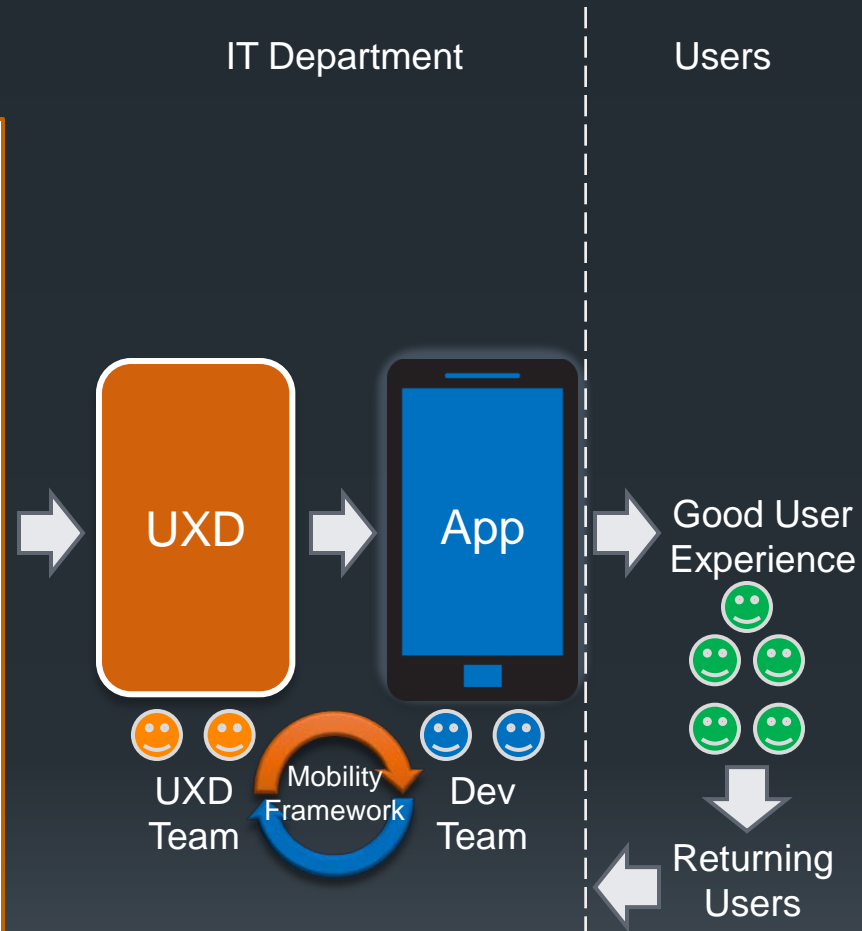 IT Department
Users
UXD
App
Good User
Experience
UXD
Team
Mobility
Framework
Dev
Team
Returning
Users